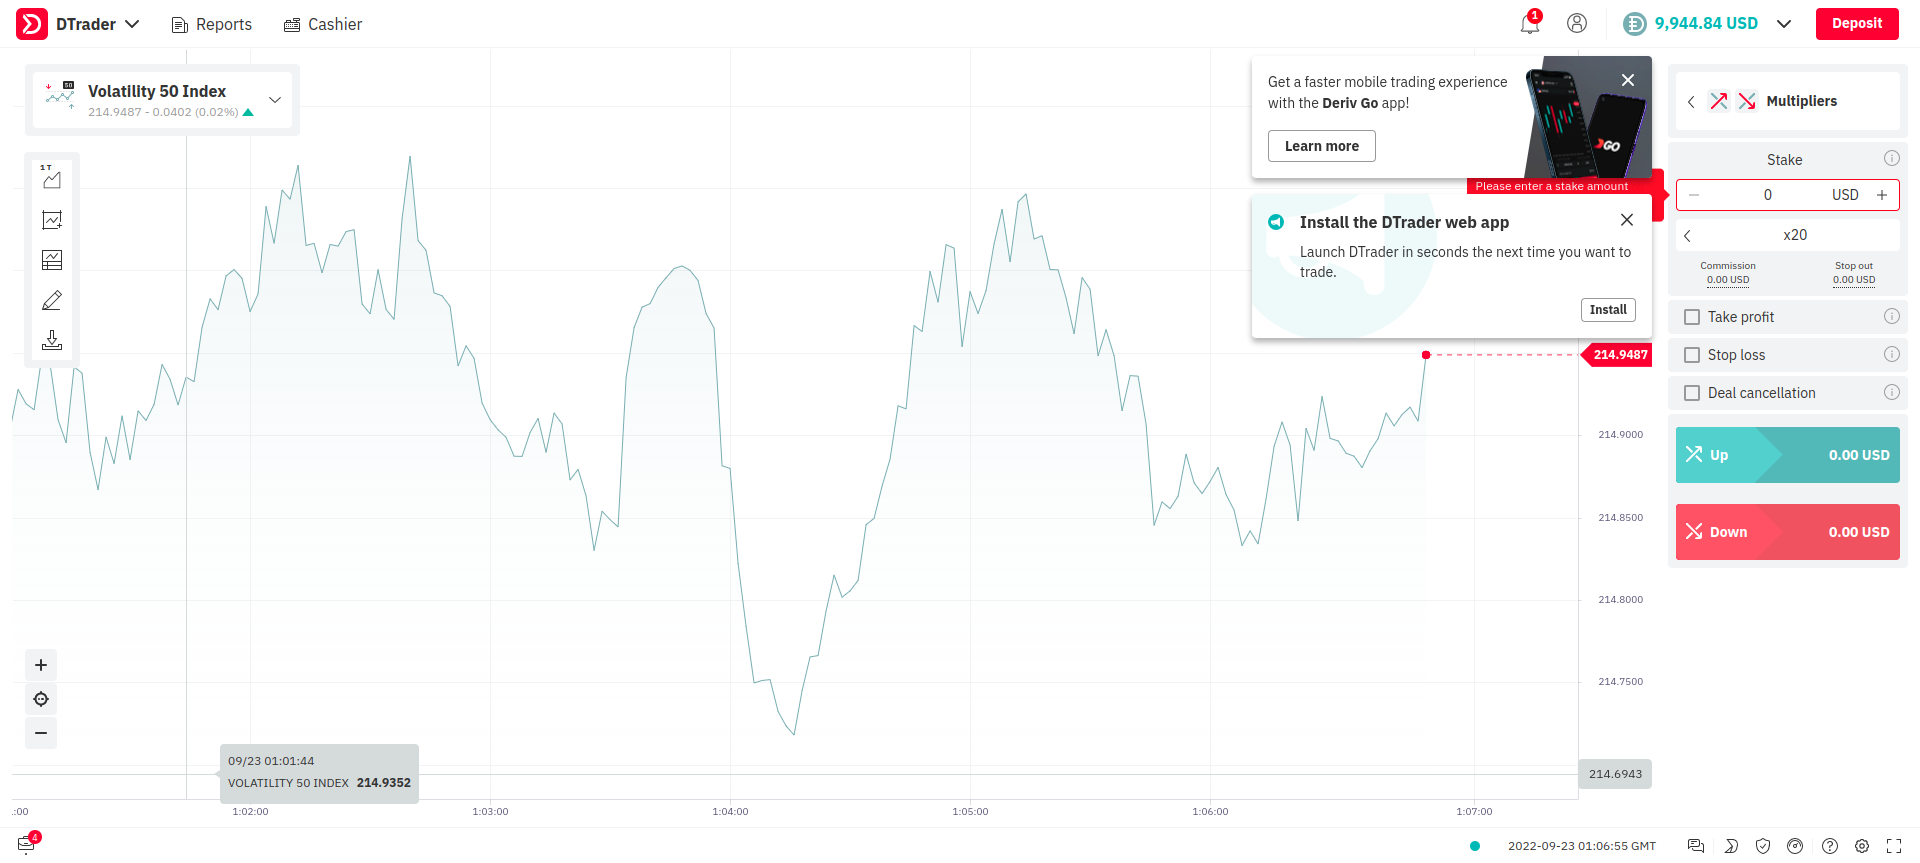 DTrader
Reports
Cashier
1
9,944.84 USD
Deposit
50
Volatility 50 Index
214.9487 - 0.0402 (0.02%)
1 T
Get a faster mobile trading experience
with the Deriv Go app!
Learn more
GO
Please enter a stake amount
Install the DTrader web app
Launch DTrader in seconds the next time you want to
trade.
Install
Multipliers
Stake
0 USD
x20
Commission
0.00 USD
Stop out
0.00 USD
Take profit
Stop loss
Deal cancellation
Up 0.00 USD
Down 0.00 USD
214.9487
214.9000
214.8500
214.8000
214.7500
214.6943
09/23 01:01:44
VOLATILITY 50 INDEX 214.9352
:00
1:02:00
1:03:00
1:04:00
1:05:00
1:06:00
1:07:00
4
2022-09-23 01:06:55 GMT